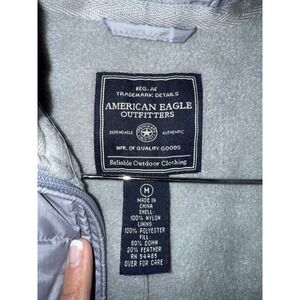 AEG. AE
TRADEMARK DETAILS
AMERICAN EAGLE
OUTFITTERS
DEPENDABLE AUTHENTIC
MFR. OF QUALITY GOODS
Reliable Outdoor Clothing
M
MADE IN
CHINA
SHELL:
100% NYLON
LINING:
100% POLYESTER
FILL:
80% DOWN
20% FEATHER
RN 54485
OVER FOR CARE